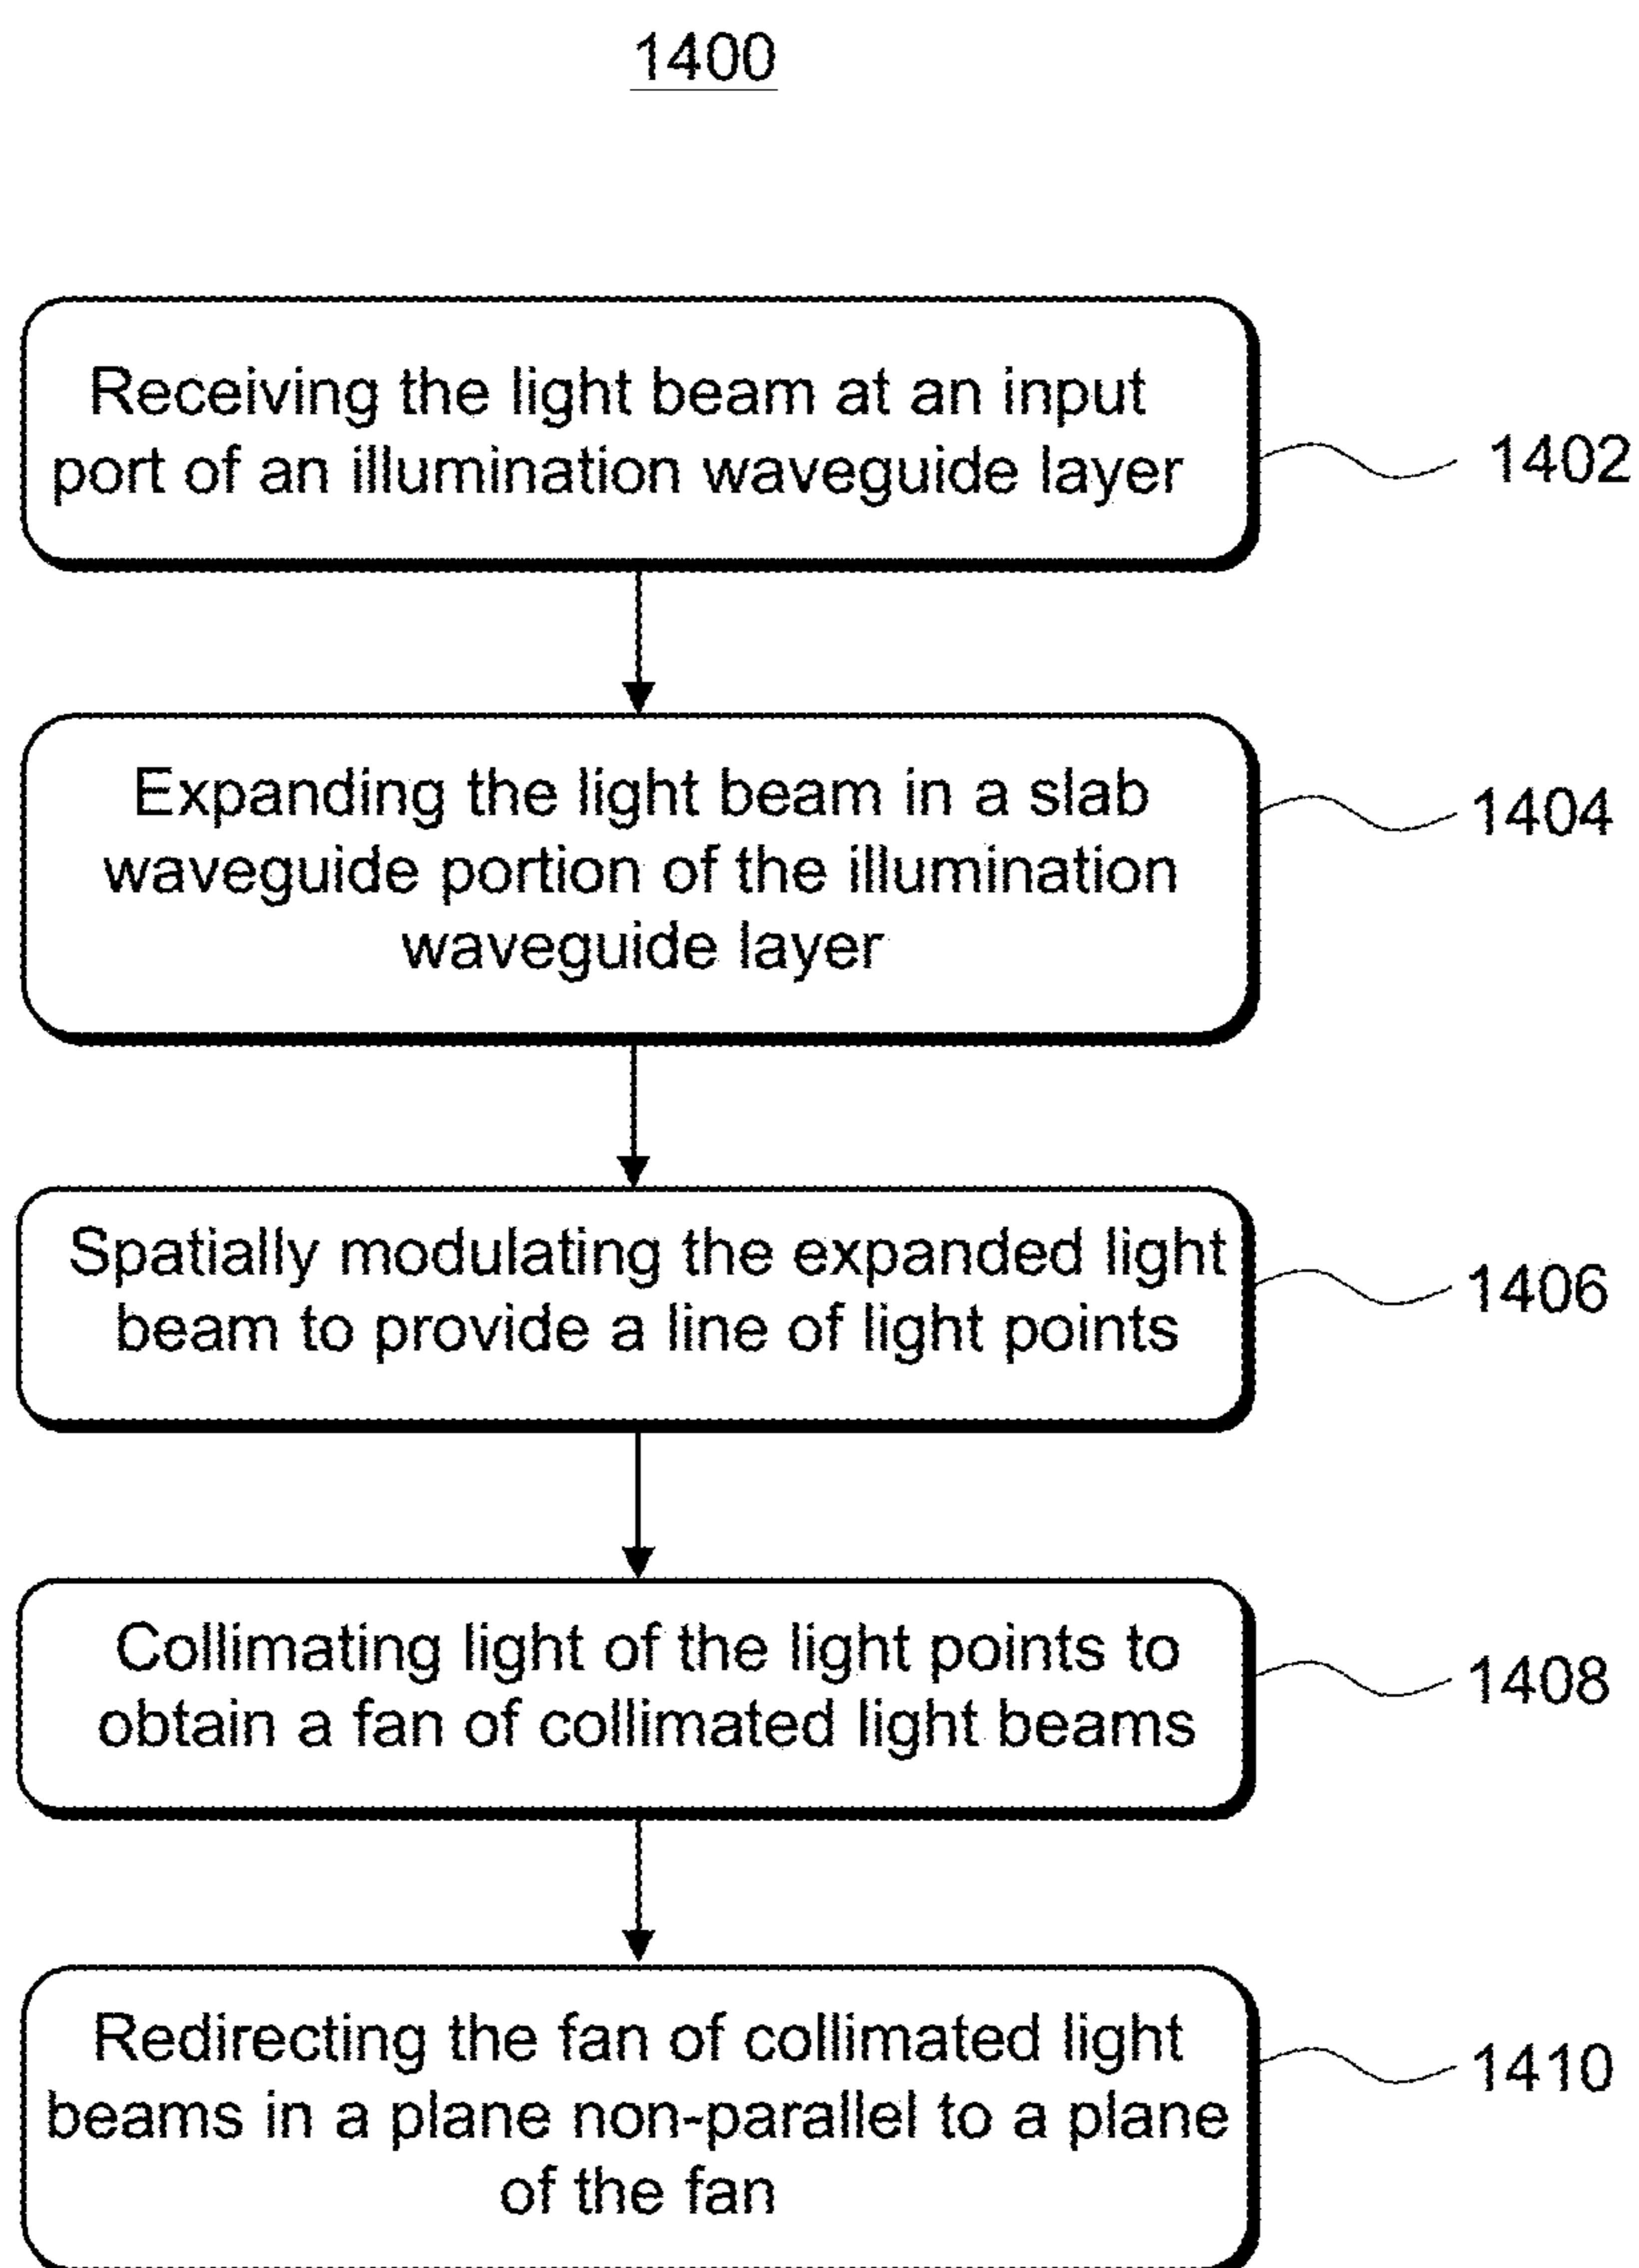 1400
Receiving the light beam at an input
port of an illumination waveguide layer
1402
Expanding the light beam in a slab
waveguide portion of the illumination
waveguide layer
1404
Spatially modulating the expanded light
beam to provide a line of light points
1406
Collimating light of the light points to
obtain a fan of collimated light beams
1408
Redirecting the fan of collimated light
beams in a plane non-parallel to a plane
of the fan
1410